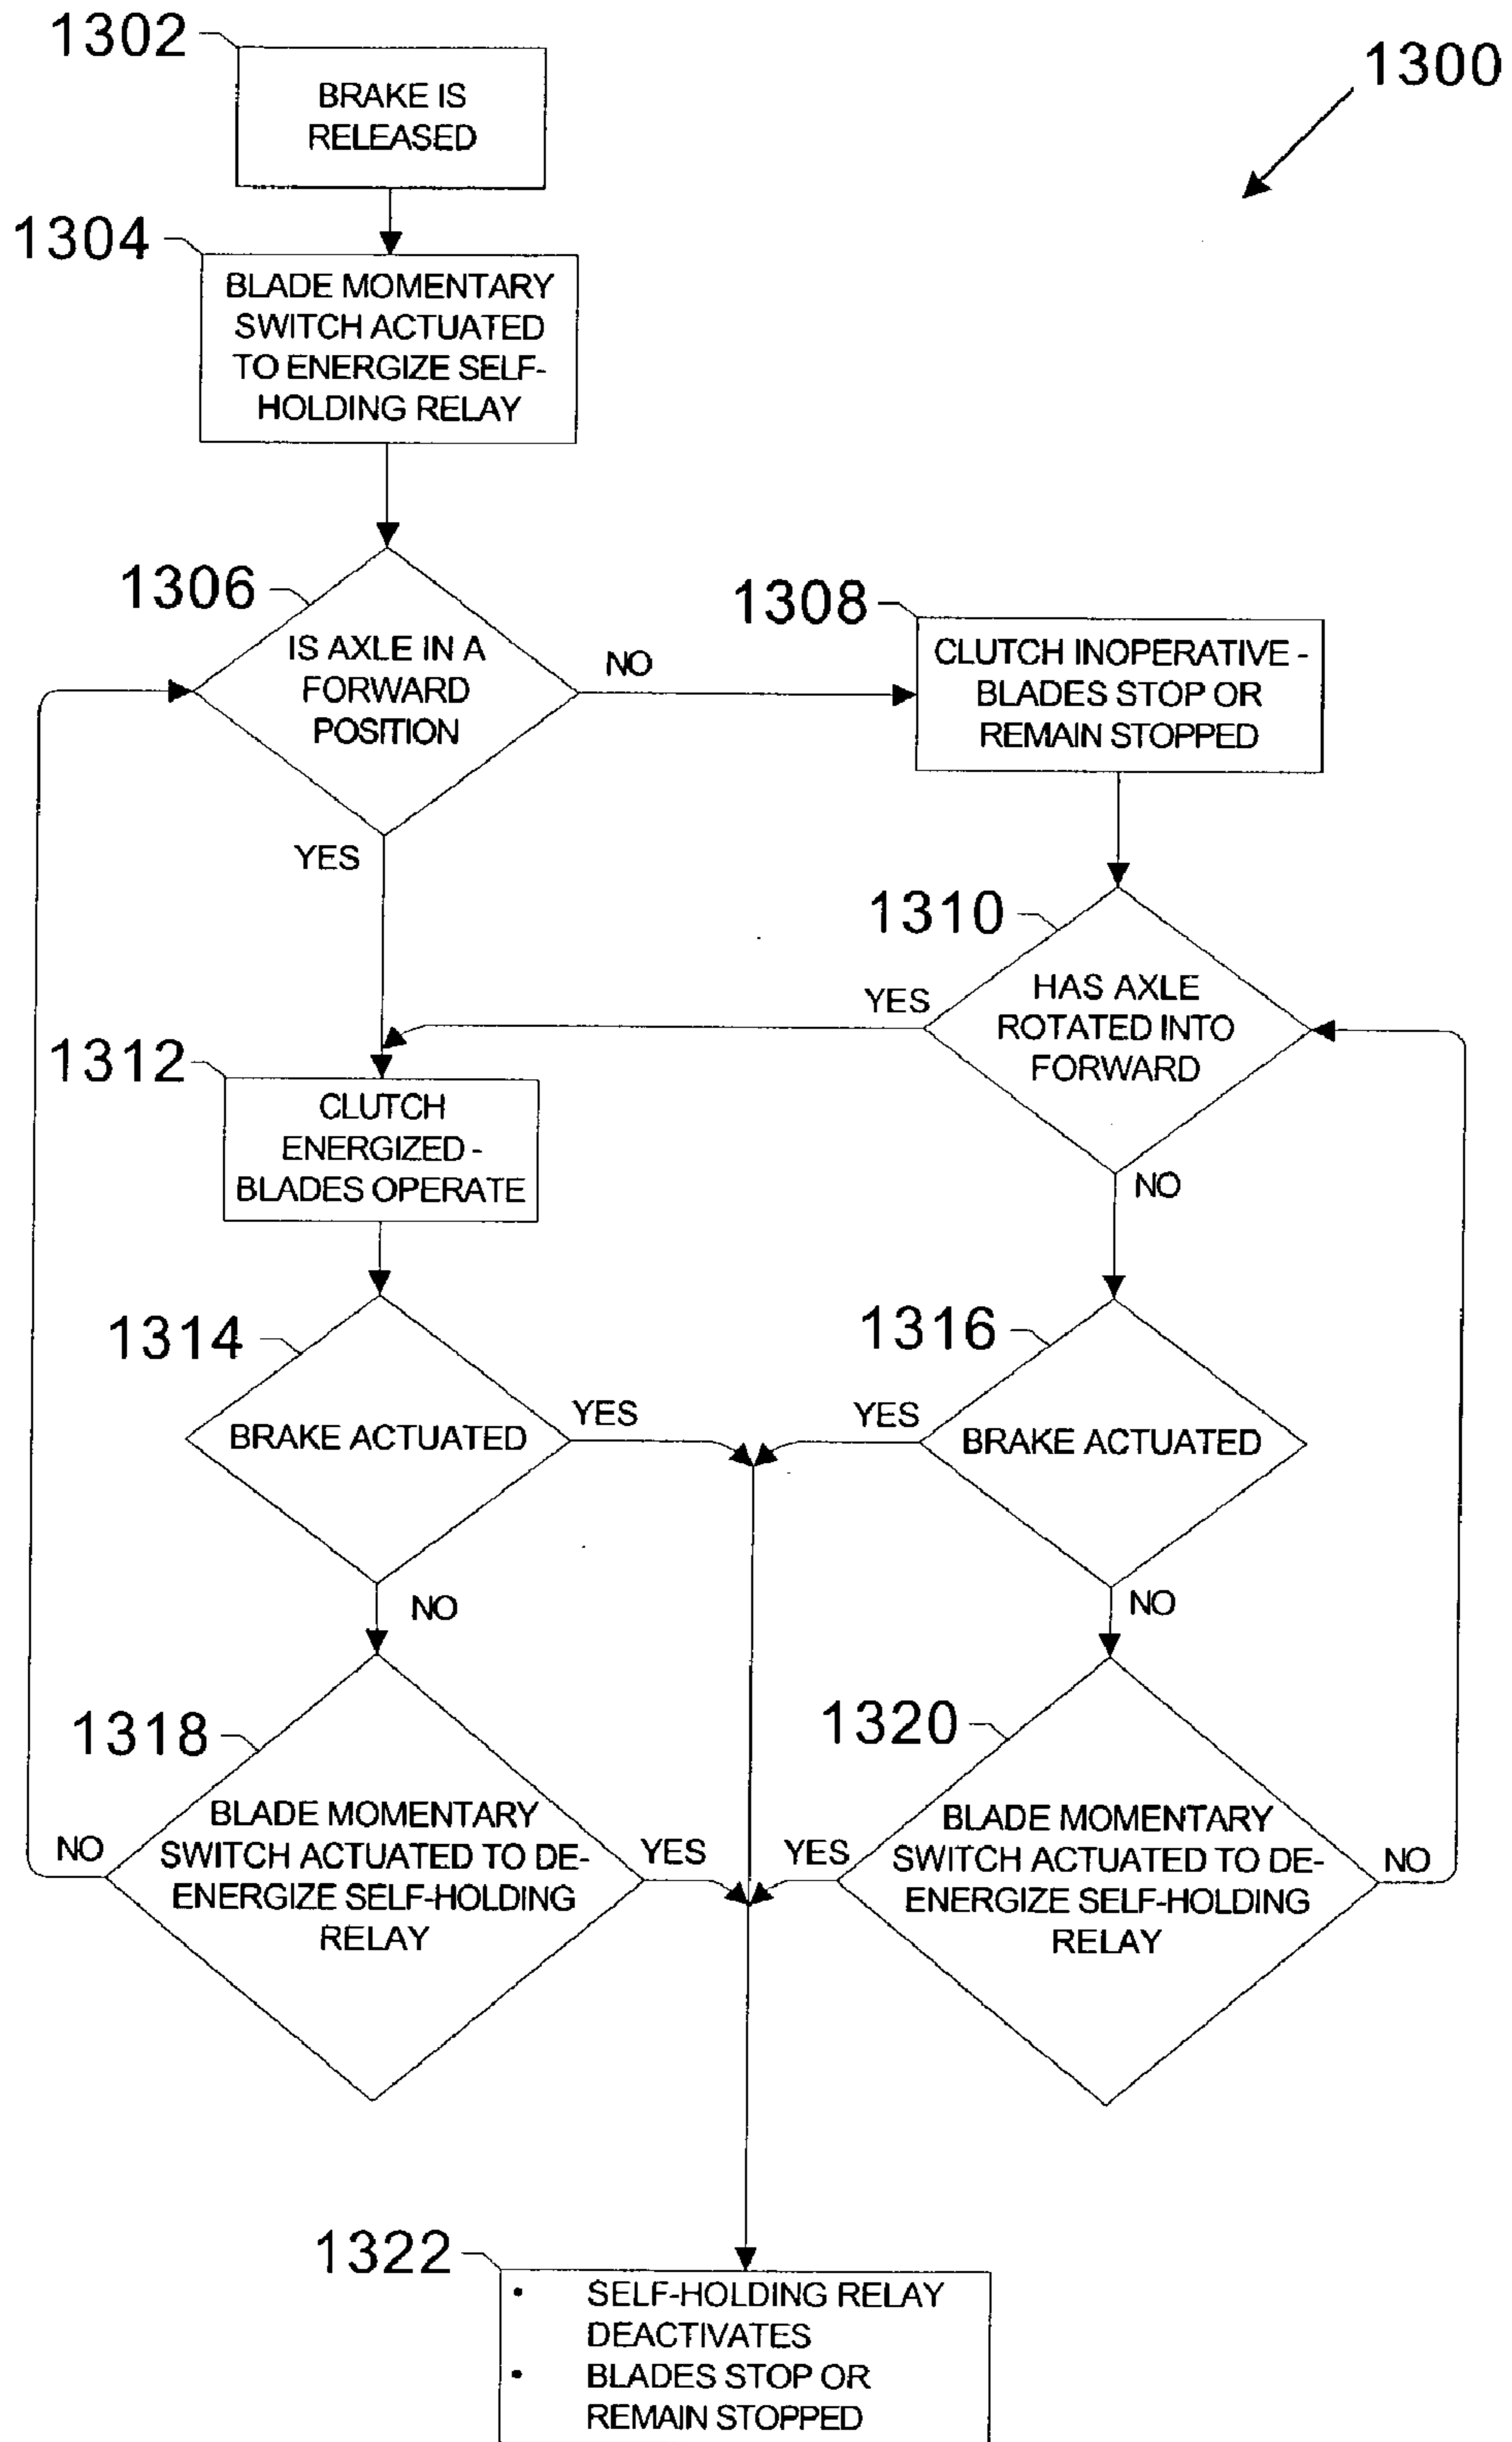 1302
BRAKE IS
RELEASED
1300
1304
BLADE MOMENTARY
SWITCH ACTUATED
TO ENERGIZE SELF-
HOLDING RELAY
1306
IS AXLE IN A
FORWARD
POSITION
NO
YES
1308
CLUTCH INOPERATIVE -
BLADES STOP OR
REMAIN STOPPED
1310
HAS AXLE
ROTATED INTO
FORWARD
YES
NO
1312
CLUTCH
ENERGIZED -
BLADES OPERATE
1314
BRAKE ACTUATED
YES
NO
1316
BRAKE ACTUATED
YES
NO
1318
BLADE MOMENTARY
SWITCH ACTUATED TO DE-
ENERGIZE SELF-HOLDING
RELAY
NO
YES
1320
BLADE MOMENTARY
SWITCH ACTUATED TO DE-
ENERGIZE SELF-HOLDING
RELAY
YES
NO
1322
• SELF-HOLDING RELAY
DEACTIVATES
• BLADES STOP OR
REMAIN STOPPED